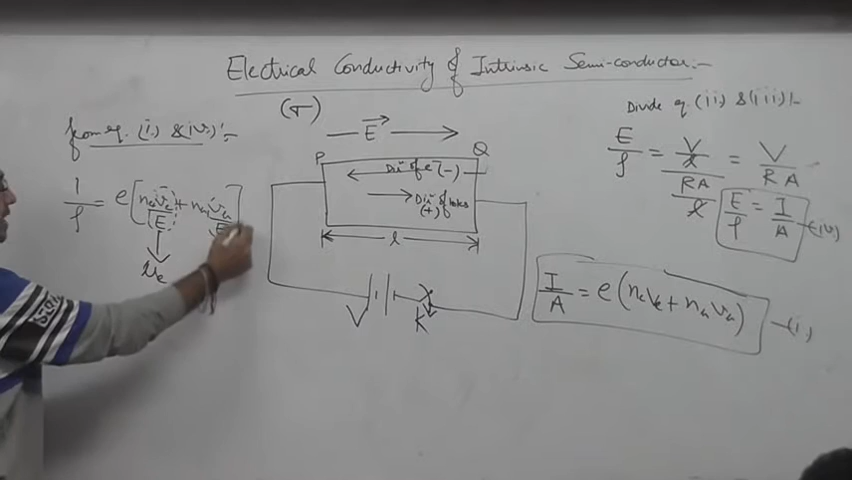 Electrical Conductivity of Intrinsic Semi-conductor:-
(σ)
from eq. (i) & (iv):-
1/ρ = e[n_e v_e/E + n_h v_h/E]
μ_e
E
P
Q
Dir of e (-)
Dir of holes
(+)
l
V
K
Divide eq (ii) & (iii):-
E/ρ = (V/l)/(RA/l) = V/RA
E/ρ = I/A -(iv)
I/A = e(n_e v_e + n_h v_h) -(i)